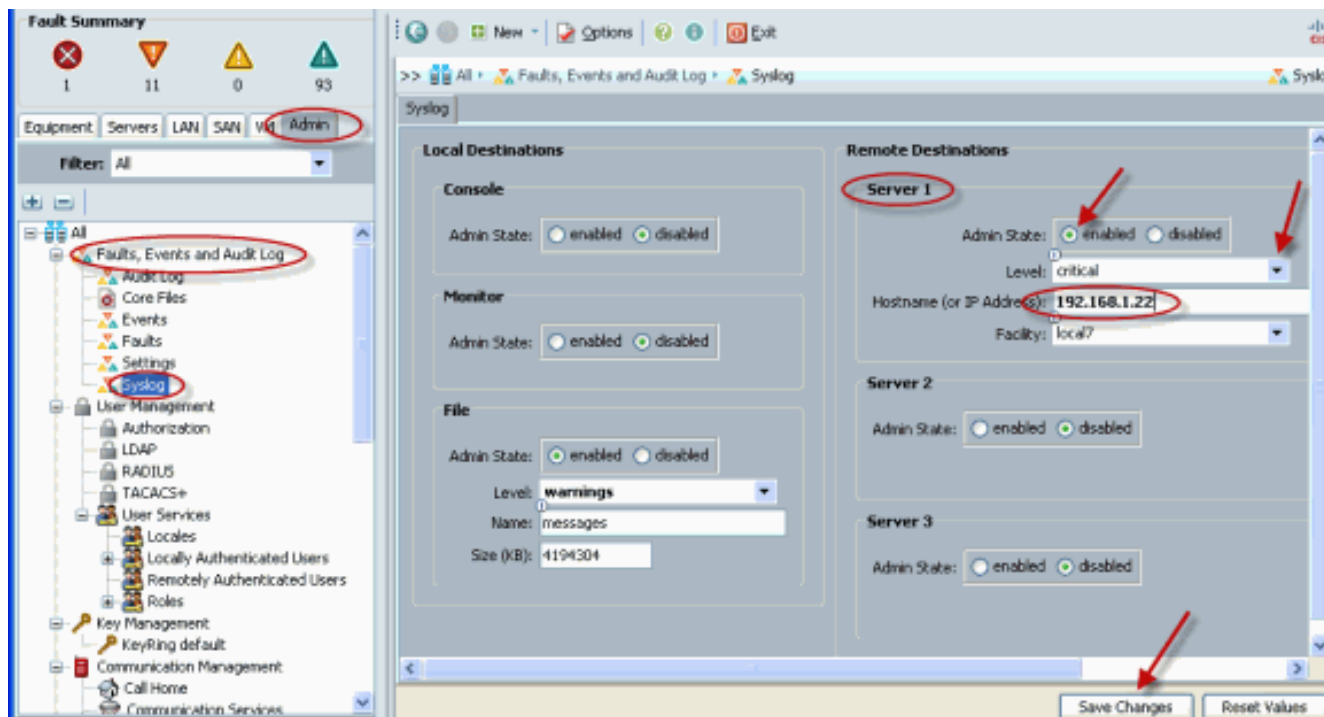 Fault Summary
1 11 0 93
Equipment Servers LAN SAN VM Admin
Filter: All
All
Faults, Events and Audit Log
Audit Log
Core Files
Events
Faults
Settings
Syslog
User Management
Authorization
LDAP
RADIUS
TACACS+
User Services
Locales
Locally Authenticated Users
Remotely Authenticated Users
Roles
Key Management
KeyRing default
Communication Management
Call Home
Communication Services
New Options Exit
>> All Faults, Events and Audit Log Syslog
Syslog
Local Destinations
Console
Admin State: enabled disabled
Monitor
Admin State: enabled disabled
File
Admin State: enabled disabled
Level: warnings
Name: messages
Size (KB): 4194304
Remote Destinations
Server 1
Admin State: enabled disabled
Level: critical
Hostname (or IP Address): 192.168.1.22
Facility: local7
Server 2
Admin State: enabled disabled
Server 3
Admin State: enabled disabled
Save Changes Reset Values